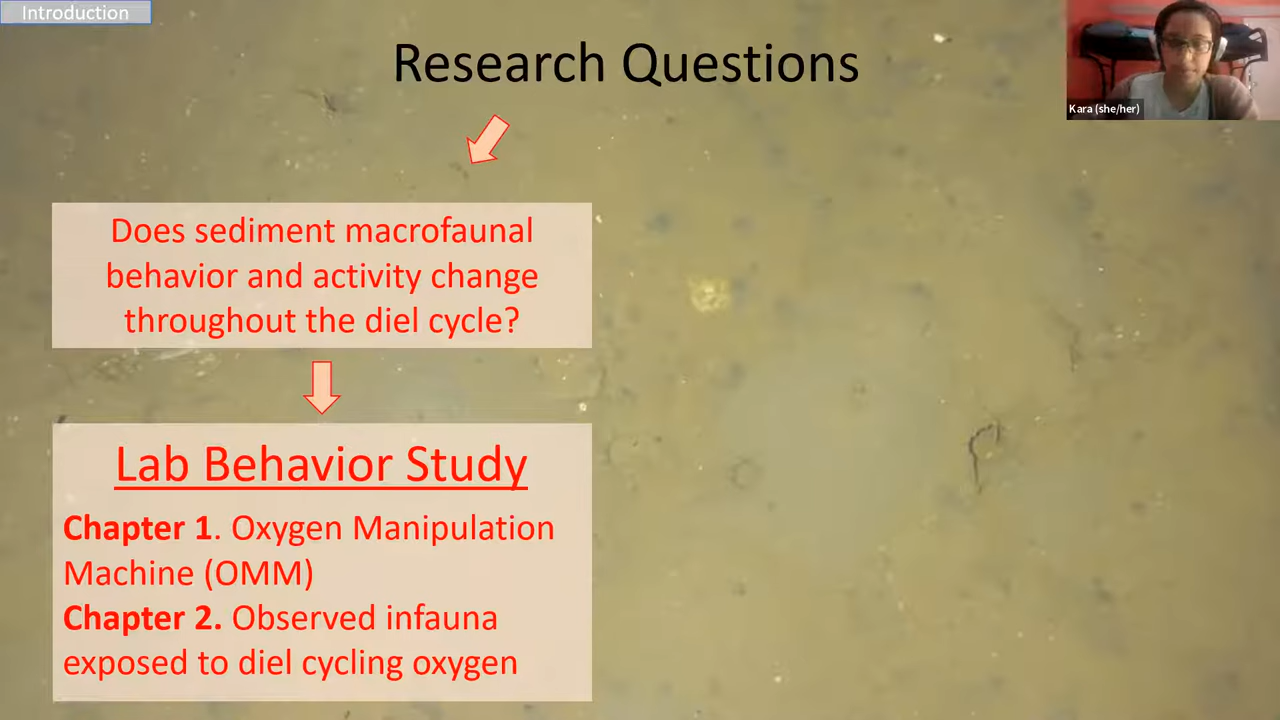 Introduction
Research Questions
Kara (she/her)
Does sediment macrofaunal
behavior and activity change
throughout the diel cycle?
Lab Behavior Study
Chapter 1. Oxygen Manipulation
Machine (OMM)
Chapter 2. Observed infauna
exposed to diel cycling oxygen